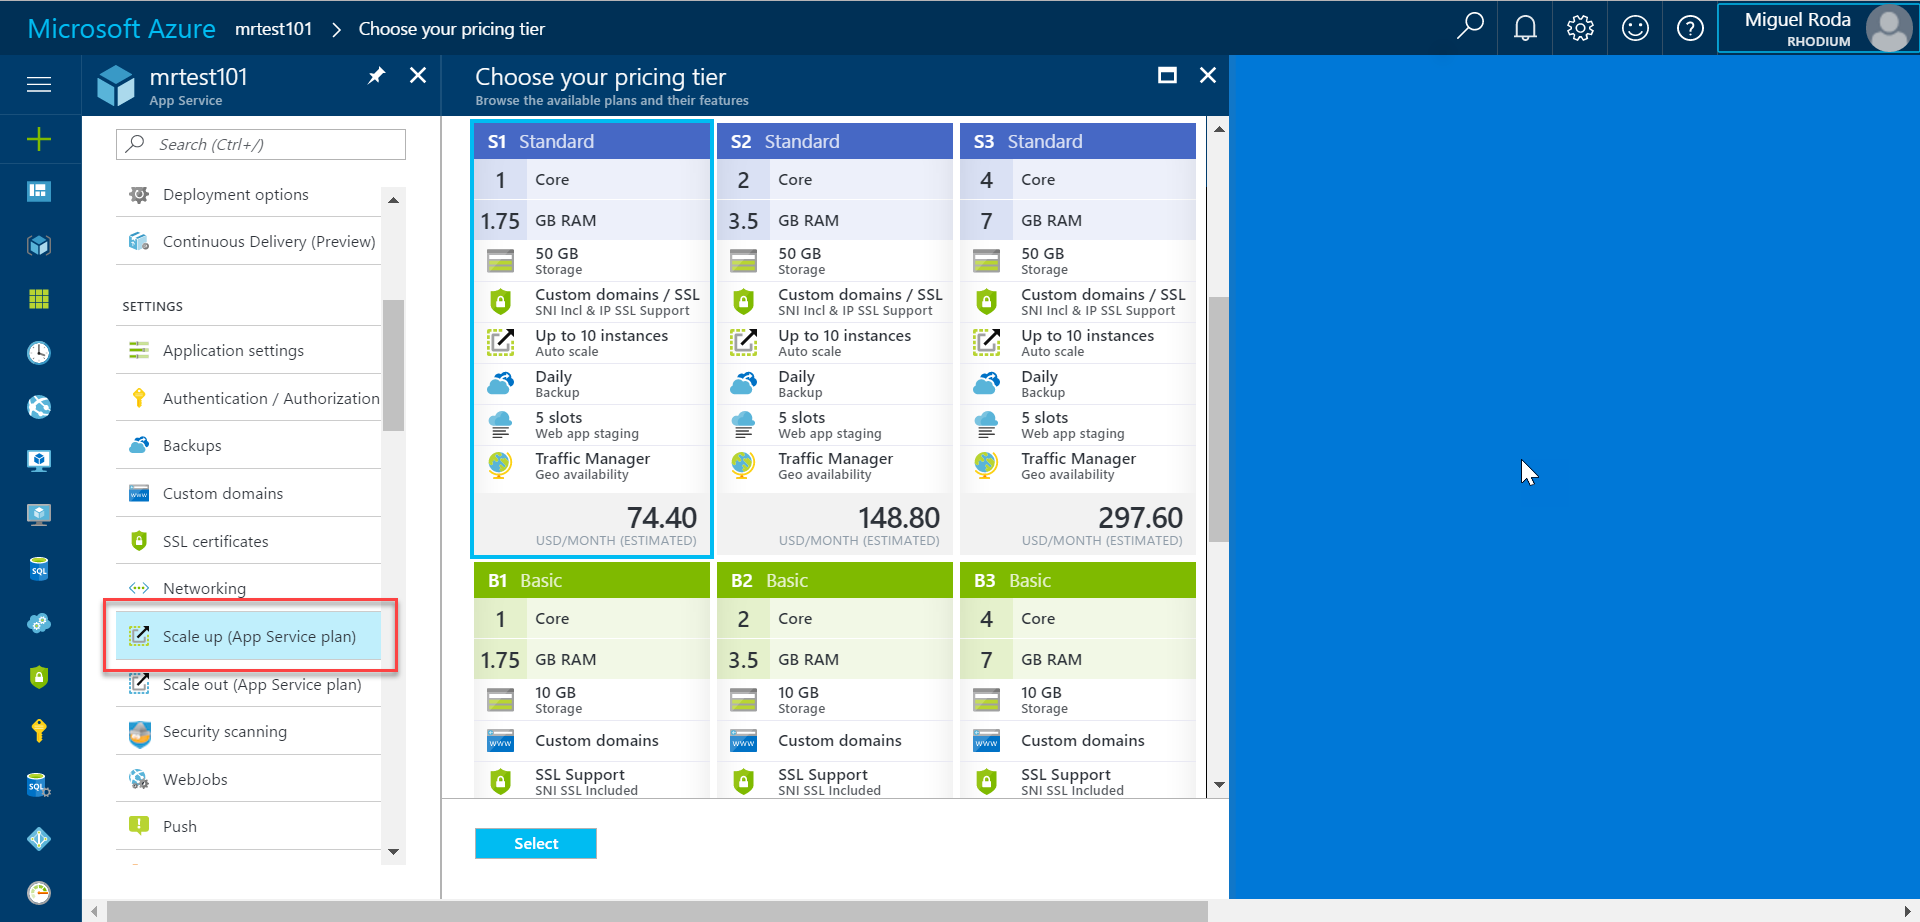 Microsoft Azure mrtest101 > Choose your pricing tier
Miguel Roda
RHODIUM
mrtest101
App Service
Search (Ctrl+/)
Deployment options
Continuous Delivery (Preview)
SETTINGS
Application settings
Authentication / Authorization
Backups
www
Custom domains
SSL certificates
Networking
Scale up (App Service plan)
Scale out (App Service plan)
Security scanning
WebJobs
Push
SQL
SQL
Choose your pricing tier
Browse the available plans and their features
S1 Standard
1 Core
1.75 GB RAM
50 GB
Storage
Custom domains / SSL
SNI Incl & IP SSL Support
Up to 10 instances
Auto scale
Daily
Backup
5 slots
Web app staging
Traffic Manager
Geo availability
74.40
USD/MONTH (ESTIMATED)
S2 Standard
2 Core
3.5 GB RAM
50 GB
Storage
Custom domains / SSL
SNI Incl & IP SSL Support
Up to 10 instances
Auto scale
Daily
Backup
5 slots
Web app staging
Traffic Manager
Geo availability
148.80
USD/MONTH (ESTIMATED)
S3 Standard
4 Core
7 GB RAM
50 GB
Storage
Custom domains / SSL
SNI Incl & IP SSL Support
Up to 10 instances
Auto scale
Daily
Backup
5 slots
Web app staging
Traffic Manager
Geo availability
297.60
USD/MONTH (ESTIMATED)
B1 Basic
1 Core
1.75 GB RAM
10 GB
Storage
www
Custom domains
SSL Support
SNI SSL Included
B2 Basic
2 Core
3.5 GB RAM
10 GB
Storage
www
Custom domains
SSL Support
SNI SSL Included
B3 Basic
4 Core
7 GB RAM
10 GB
Storage
www
Custom domains
SSL Support
SNI SSL Included
Select